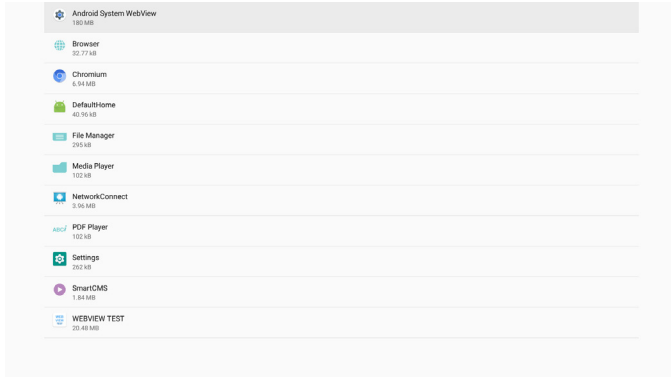 Android System WebView
180 MB
Browser
32.77 kB
Chromium
6.94 MB
DefaultHome
40.96 kB
File Manager
295 kB
Media Player
102 kB
NetworkConnect
3.96 MB
PDF Player
102 kB
Settings
262 kB
SmartCMS
1.84 MB
WEBVIEW TEST
20.48 MB